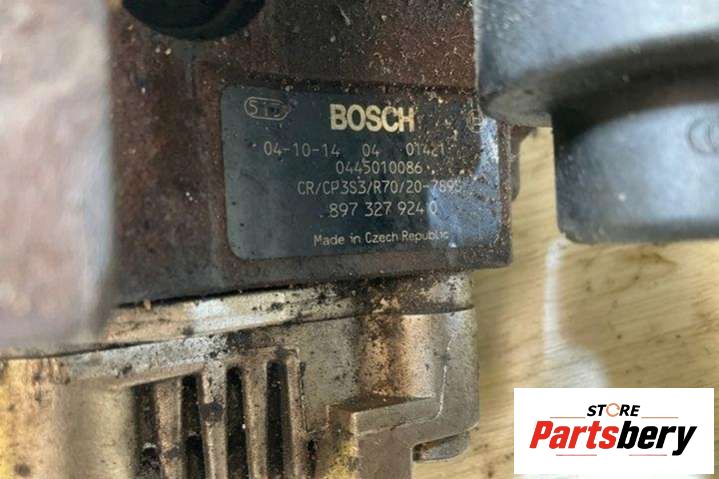 BOSCH
04-10-14 04 01421
0445010086
CR/CP3S3/R70/20-789S
897 327 924 0
Made in Czech Republic
STORE
Partsbery